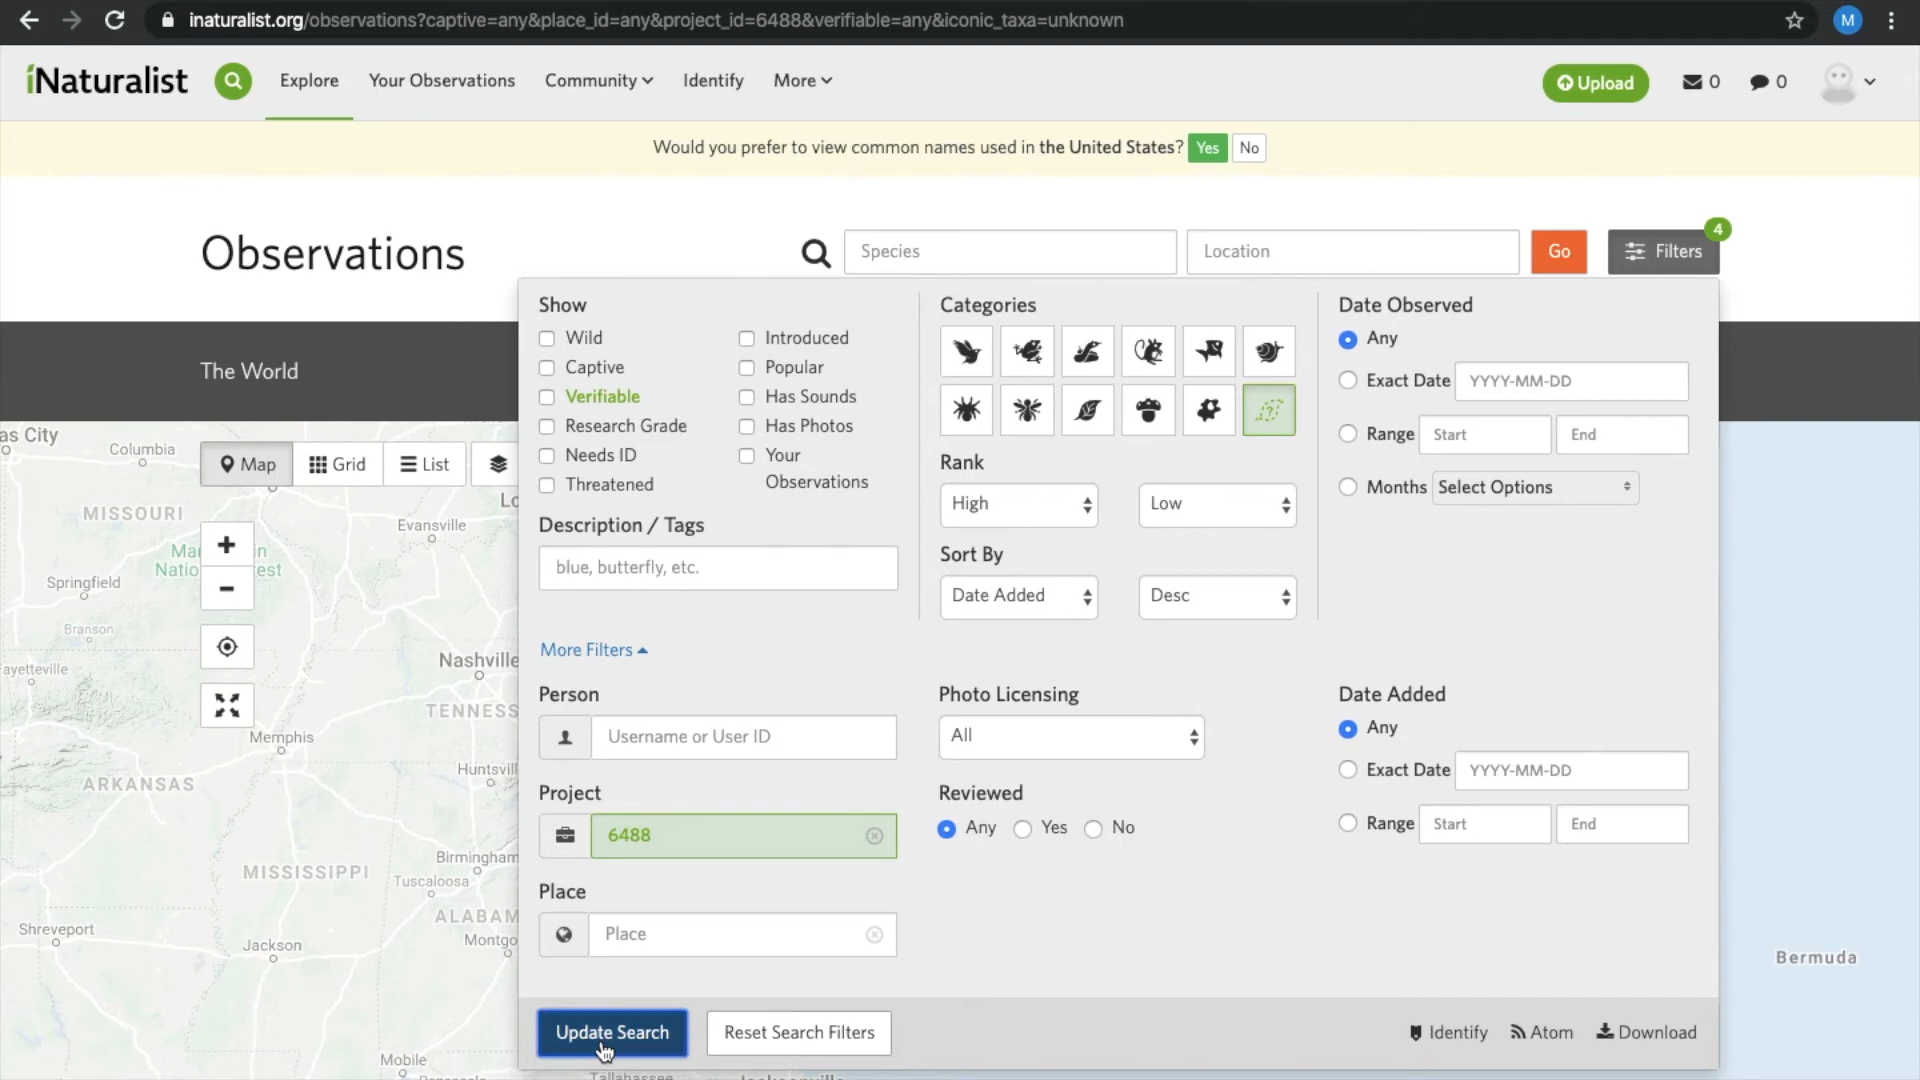 inaturalist.org/observations?captive=any&place_id=any&project_id=6488&verifiable=any&iconic_taxa=unknown
M
iNaturalist
Explore
Your Observations
Community
Identify
More
Upload
0
0
Would you prefer to view common names used in the United States? Yes No
Observations
Species
Location
Go
Filters
4
The World
Map
Grid
List
Show
Wild
Captive
Verifiable
Research Grade
Needs ID
Threatened
Introduced
Popular
Has Sounds
Has Photos
Your
Observations
Description / Tags
blue, butterfly, etc.
Categories
Rank
High
Low
Sort By
Date Added
Desc
Date Observed
Any
Exact Date YYYY-MM-DD
Range Start End
Months Select Options
More Filters
Person
Username or User ID
Project
6488
Place
Place
Photo Licensing
All
Reviewed
Any Yes No
Date Added
Any
Exact Date YYYY-MM-DD
Range Start End
Update Search
Reset Search Filters
Identify
Atom
Download
as City
Columbia
MISSOURI
Evansville
Springfield
Branson
ayetteville
Nashville
TENNESS
Memphis
Huntsvill
ARKANSAS
Birmingham
MISSISSIPPI
Tuscaloosa
ALABAM
Shreveport
Montgo
Jackson
Mobile
Bermuda